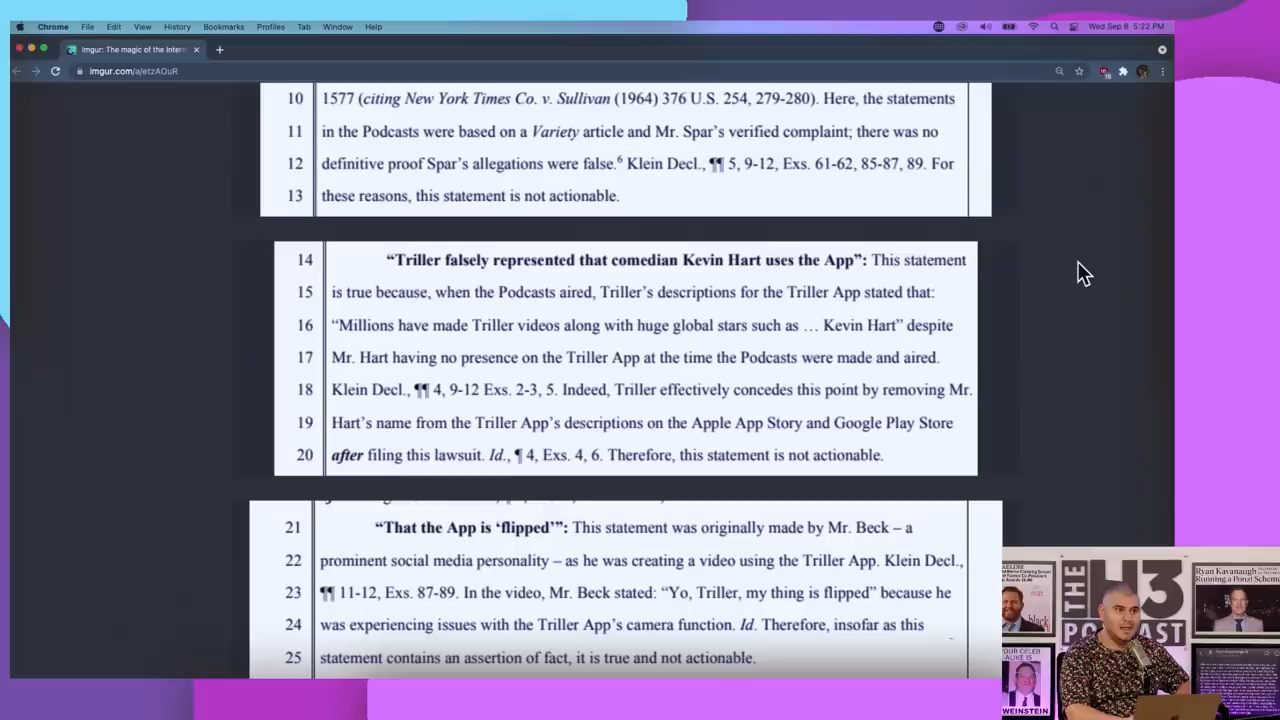 Chrome File Edit View History Bookmarks Profiles Tab Window Help
Wed Sep 8 5:22 PM
Imgur: The magic of the Intern
imgur.com/a/etzAOuR
10 1577 (citing New York Times Co. v. Sullivan (1964) 376 U.S. 254, 279-280). Here, the statements
11 in the Podcasts were based on a Variety article and Mr. Spar’s verified complaint; there was no
12 definitive proof Spar’s allegations were false.6 Klein Decl., ¶¶ 5, 9-12, Exs. 61-62, 85-87, 89. For
13 these reasons, this statement is not actionable.
14 “Triller falsely represented that comedian Kevin Hart uses the App”: This statement
15 is true because, when the Podcasts aired, Triller’s descriptions for the Triller App stated that:
16 “Millions have made Triller videos along with huge global stars such as … Kevin Hart” despite
17 Mr. Hart having no presence on the Triller App at the time the Podcasts were made and aired.
18 Klein Decl., ¶¶ 4, 9-12 Exs. 2-3, 5. Indeed, Triller effectively concedes this point by removing Mr.
19 Hart’s name from the Triller App’s descriptions on the Apple App Story and Google Play Store
20 after filing this lawsuit. Id., ¶ 4, Exs. 4, 6. Therefore, this statement is not actionable.
21 “That the App is ‘flipped’”: This statement was originally made by Mr. Beck – a
22 prominent social media personality – as he was creating a video using the Triller App. Klein Decl.,
23 ¶¶ 11-12, Exs. 87-89. In the video, Mr. Beck stated: “Yo, Triller, my thing is flipped” because he
24 was experiencing issues with the Triller App’s camera function. Id. Therefore, insofar as this
25 statement contains an assertion of fact, it is true and not actionable.
THE H3 PODCAST
Ryan Kavanaugh
Running a Ponzi Scheme
YOUR CELEB
ALIKE IS
WEINSTEIN